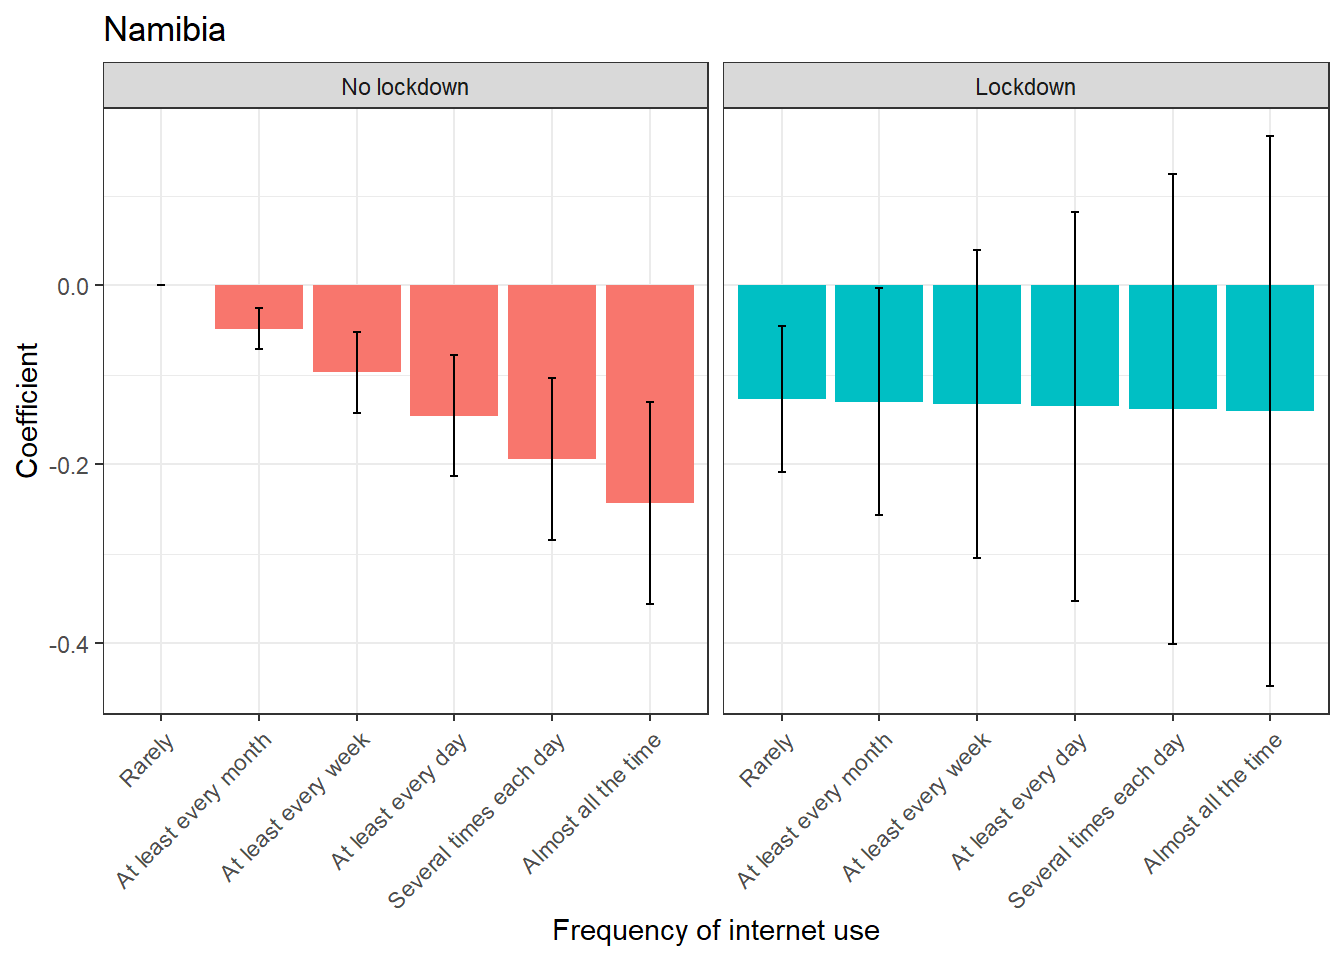 Namibia
No lockdown
Lockdown
Coefficient
0.0
-0.2
-0.4
Rarely
At least every month
At least every week
At least every day
Several times each day
Almost all the time
Rarely
At least every month
At least every week
At least every day
Several times each day
Almost all the time
Frequency of internet use